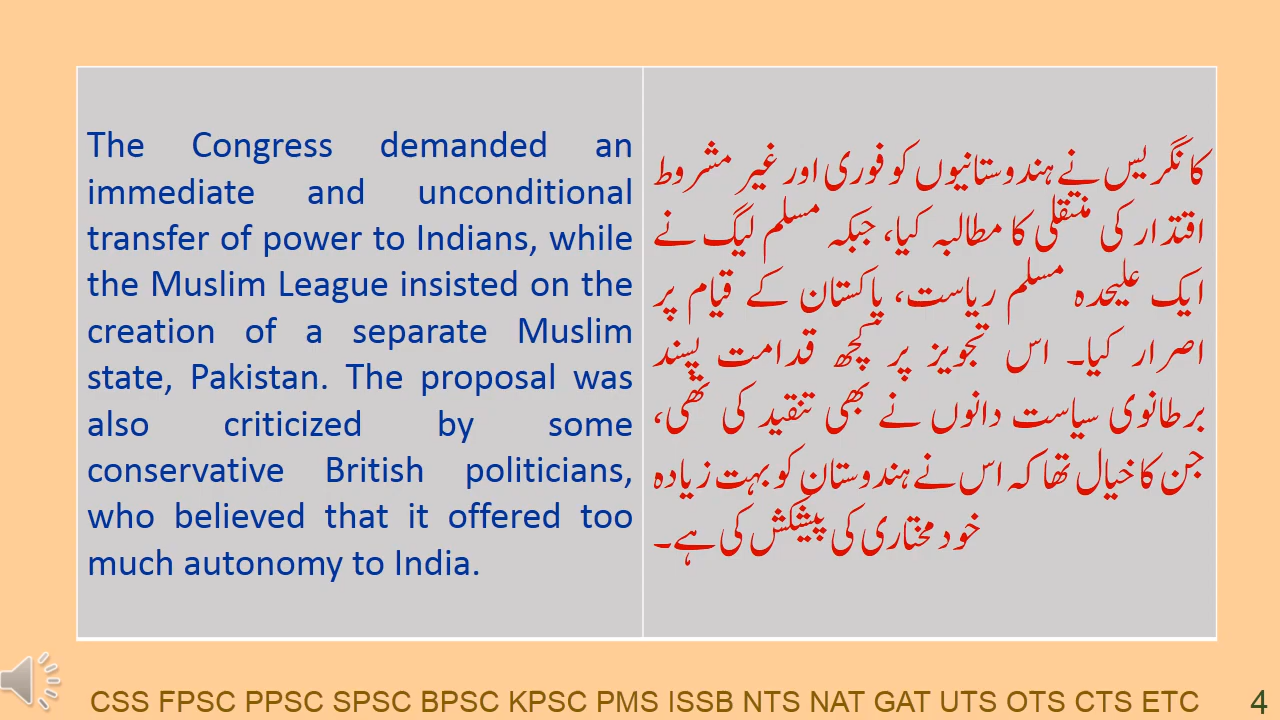 The Congress demanded an
immediate and unconditional
transfer of power to Indians, while
the Muslim League insisted on the
creation of a separate Muslim
state, Pakistan. The proposal was
also criticized by some
conservative British politicians,
who believed that it offered too
much autonomy to India.
کانگریس نے ہندوستانیوں کو فوری اور غیر مشروط
اقتدار کی منتقلی کا مطالبہ کیا، جبکہ مسلم لیگ نے
ایک علیحدہ مسلم ریاست، پاکستان کے قیام پر
اصرار کیا۔ اس تجویز پر کچھ قدامت پسند
برطانوی سیاست دانوں نے بھی تنقید کی تھی،
جن کا خیال تھا کہ اس نے ہندوستان کو بہت زیادہ
خود مختاری کی پیشکش کی ہے۔
CSS FPSC PPSC SPSC BPSC KPSC PMS ISSB NTS NAT GAT UTS OTS CTS ETC
4